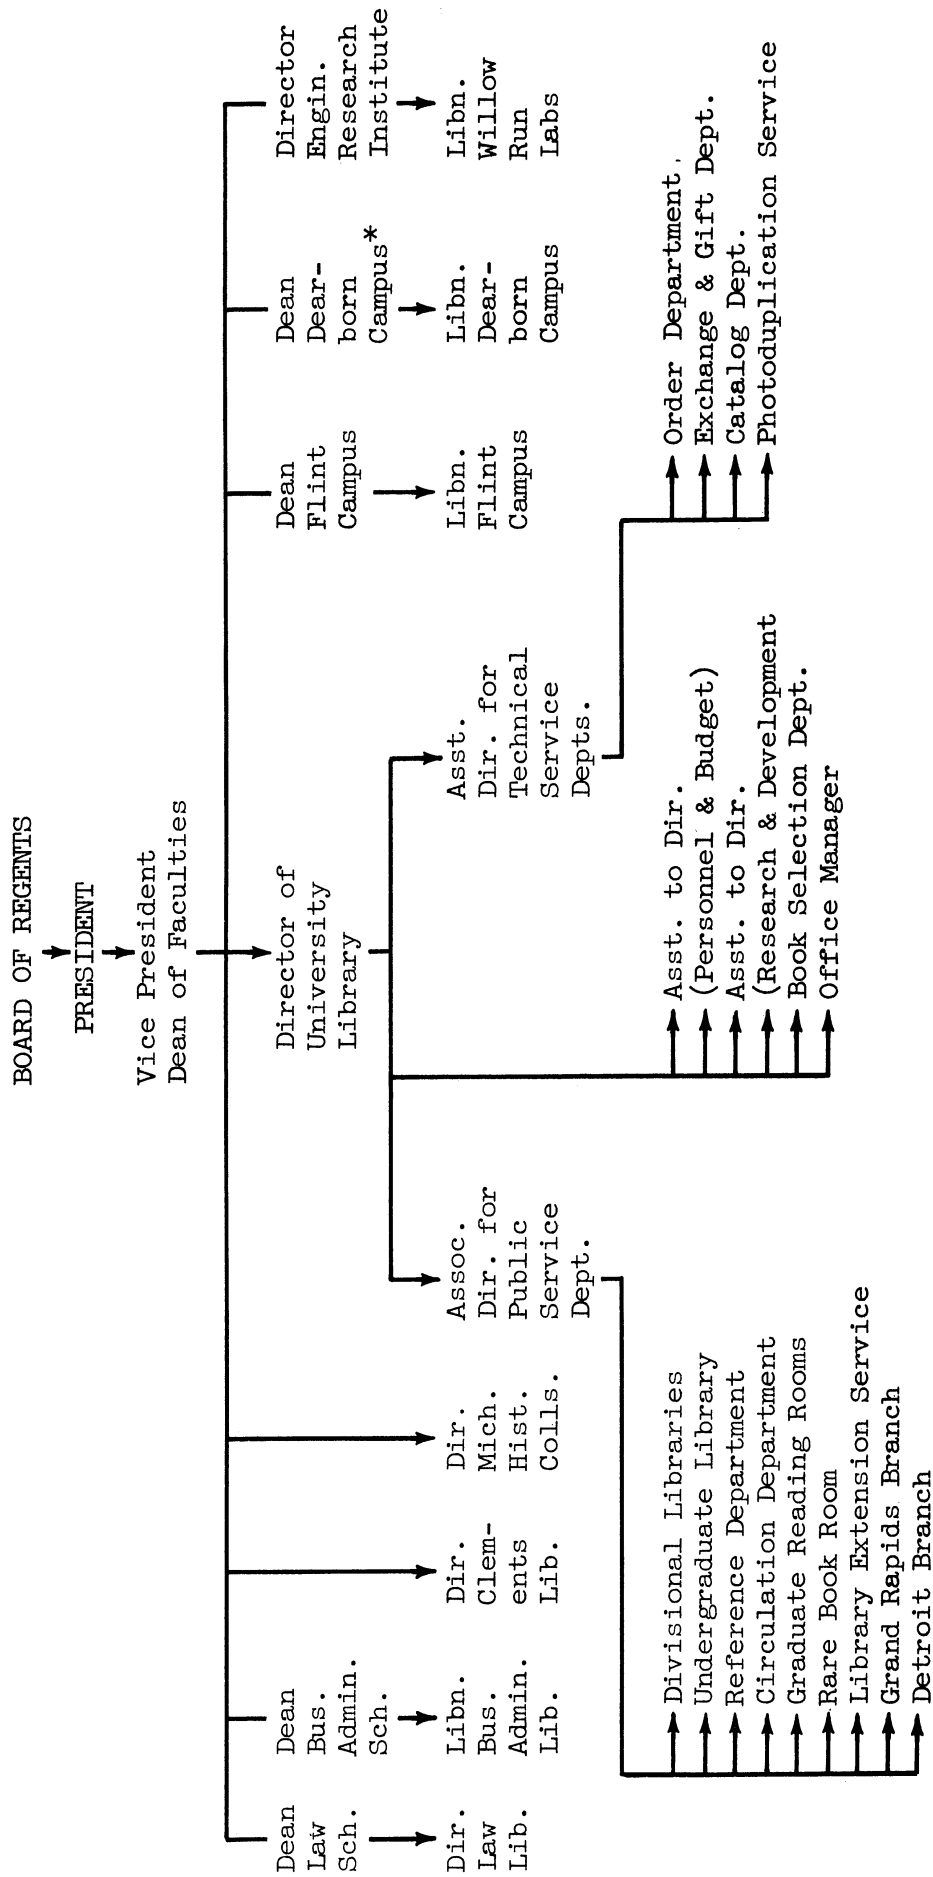 BOARD OF REGENTS
PRESIDENT
Vice President
Dean of Faculties
Dean
Law
Sch.
Dean
Bus.
Admin.
Sch.
Director of
University
Library
Dean
Flint
Campus
Dean
Dear-
born
Campus*
Director
Engin.
Research
Institute
Dir.
Law
Lib.
Libn.
Bus.
Admin.
Lib.
Dir.
Clem-
ents
Lib.
Dir.
Mich.
Hist.
Colls.
Assoc.
Dir. for
Public
Service
Dept.
Asst.
Dir. for
Technical
Service
Depts.
Libn.
Flint
Campus
Libn.
Dear-
born
Campus
Libn.
Willow
Run
Labs
Divisional Libraries
Undergraduate Library
Reference Department
Circulation Department
Graduate Reading Rooms
Rare Book Room
Library Extension Service
Grand Rapids Branch
Detroit Branch
Asst. to Dir.
(Personnel & Budget)
Asst. to Dir.
(Research & Development
Book Selection Dept.
Office Manager
Order Department.
Exchange & Gift Dept.
Catalog Dept.
Photoduplication Service